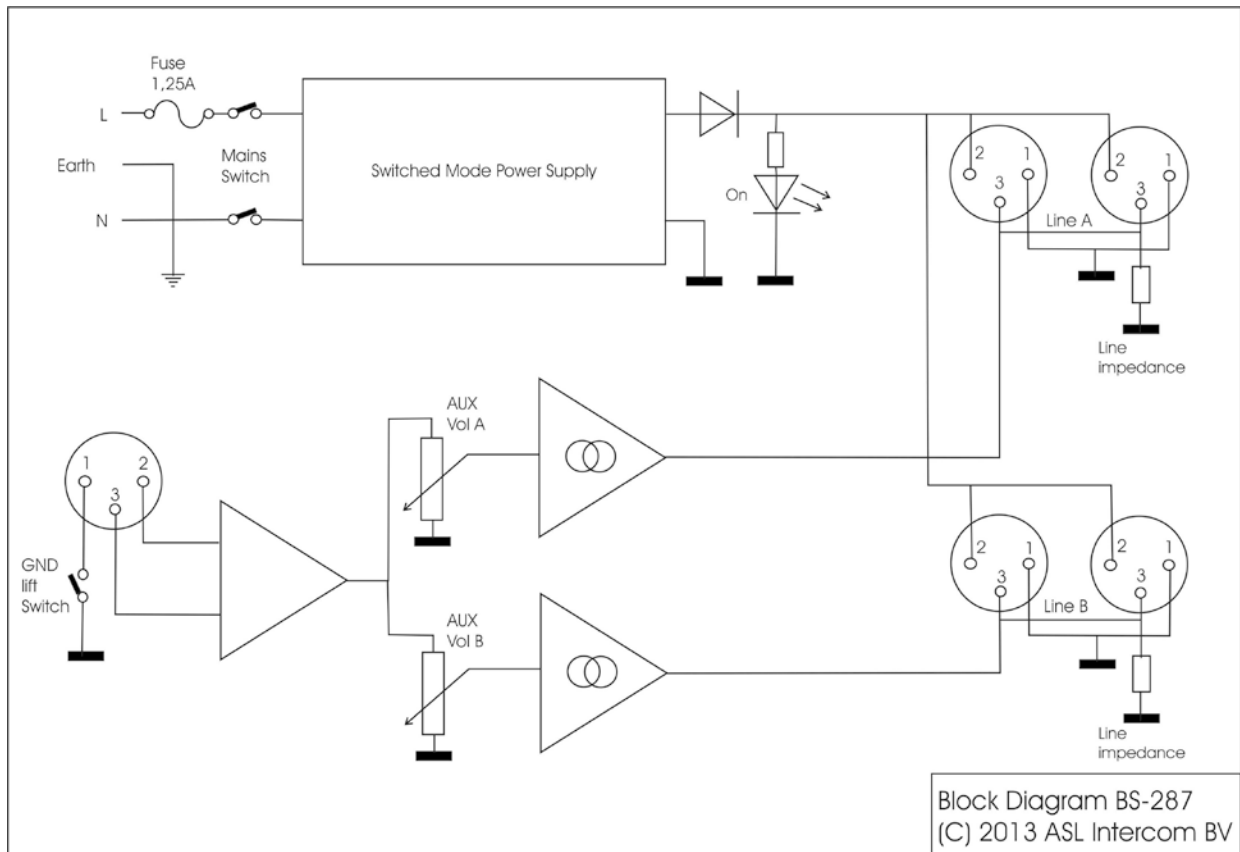 Fuse
1,25A
L
Earth
N
Mains
Switch
Switched Mode Power Supply
On
2
1
3
2
1
3
Line A
Line
impedance
AUX
Vol A
1
2
3
GND
lift
Switch
AUX
Vol B
2
1
3
2
1
3
Line B
Line
impedance
Block Diagram BS-287
(C) 2013 ASL Intercom BV